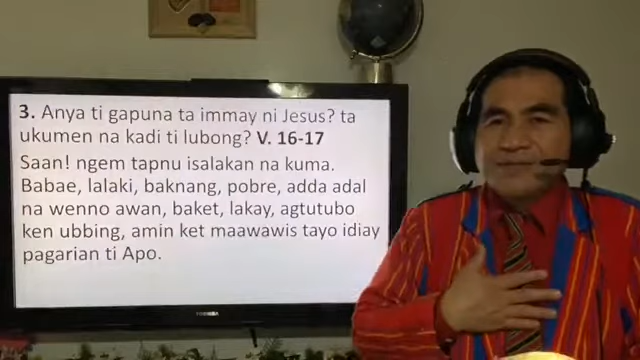 3. Anya ti gapuna ta immay ni Jesus? ta
ukumen na kadi ti lubong? V. 16-17
Saan! ngem tapnu isalakan na kuma.
Babae, lalaki, baknang, pobre, adda adal
na wenno awan, baket, lakay, agtutubo
ken ubbing, amin ket maawawis tayo idiay
pagarian ti Apo.
TOSHIBA